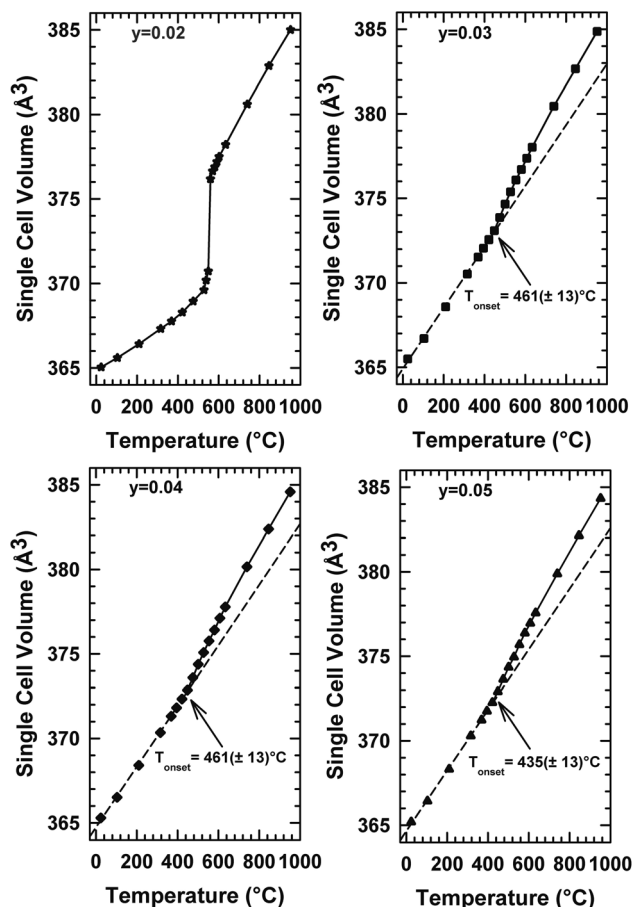 y=0.02
385
380
375
370
365
Single Cell Volume (Å3)
0 200 400 600 800 1000
Temperature (°C)
y=0.03
385
380
375
370
365
Single Cell Volume (Å3)
Tonset = 461(± 13)°C
0 200 400 600 800 1000
Temperature (°C)
y=0.04
385
380
375
370
365
Single Cell Volume (Å3)
Tonset = 461(± 13)°C
0 200 400 600 800 1000
Temperature (°C)
y=0.05
385
380
375
370
365
Single Cell Volume (Å3)
Tonset = 435(± 13)°C
0 200 400 600 800 1000
Temperature (°C)